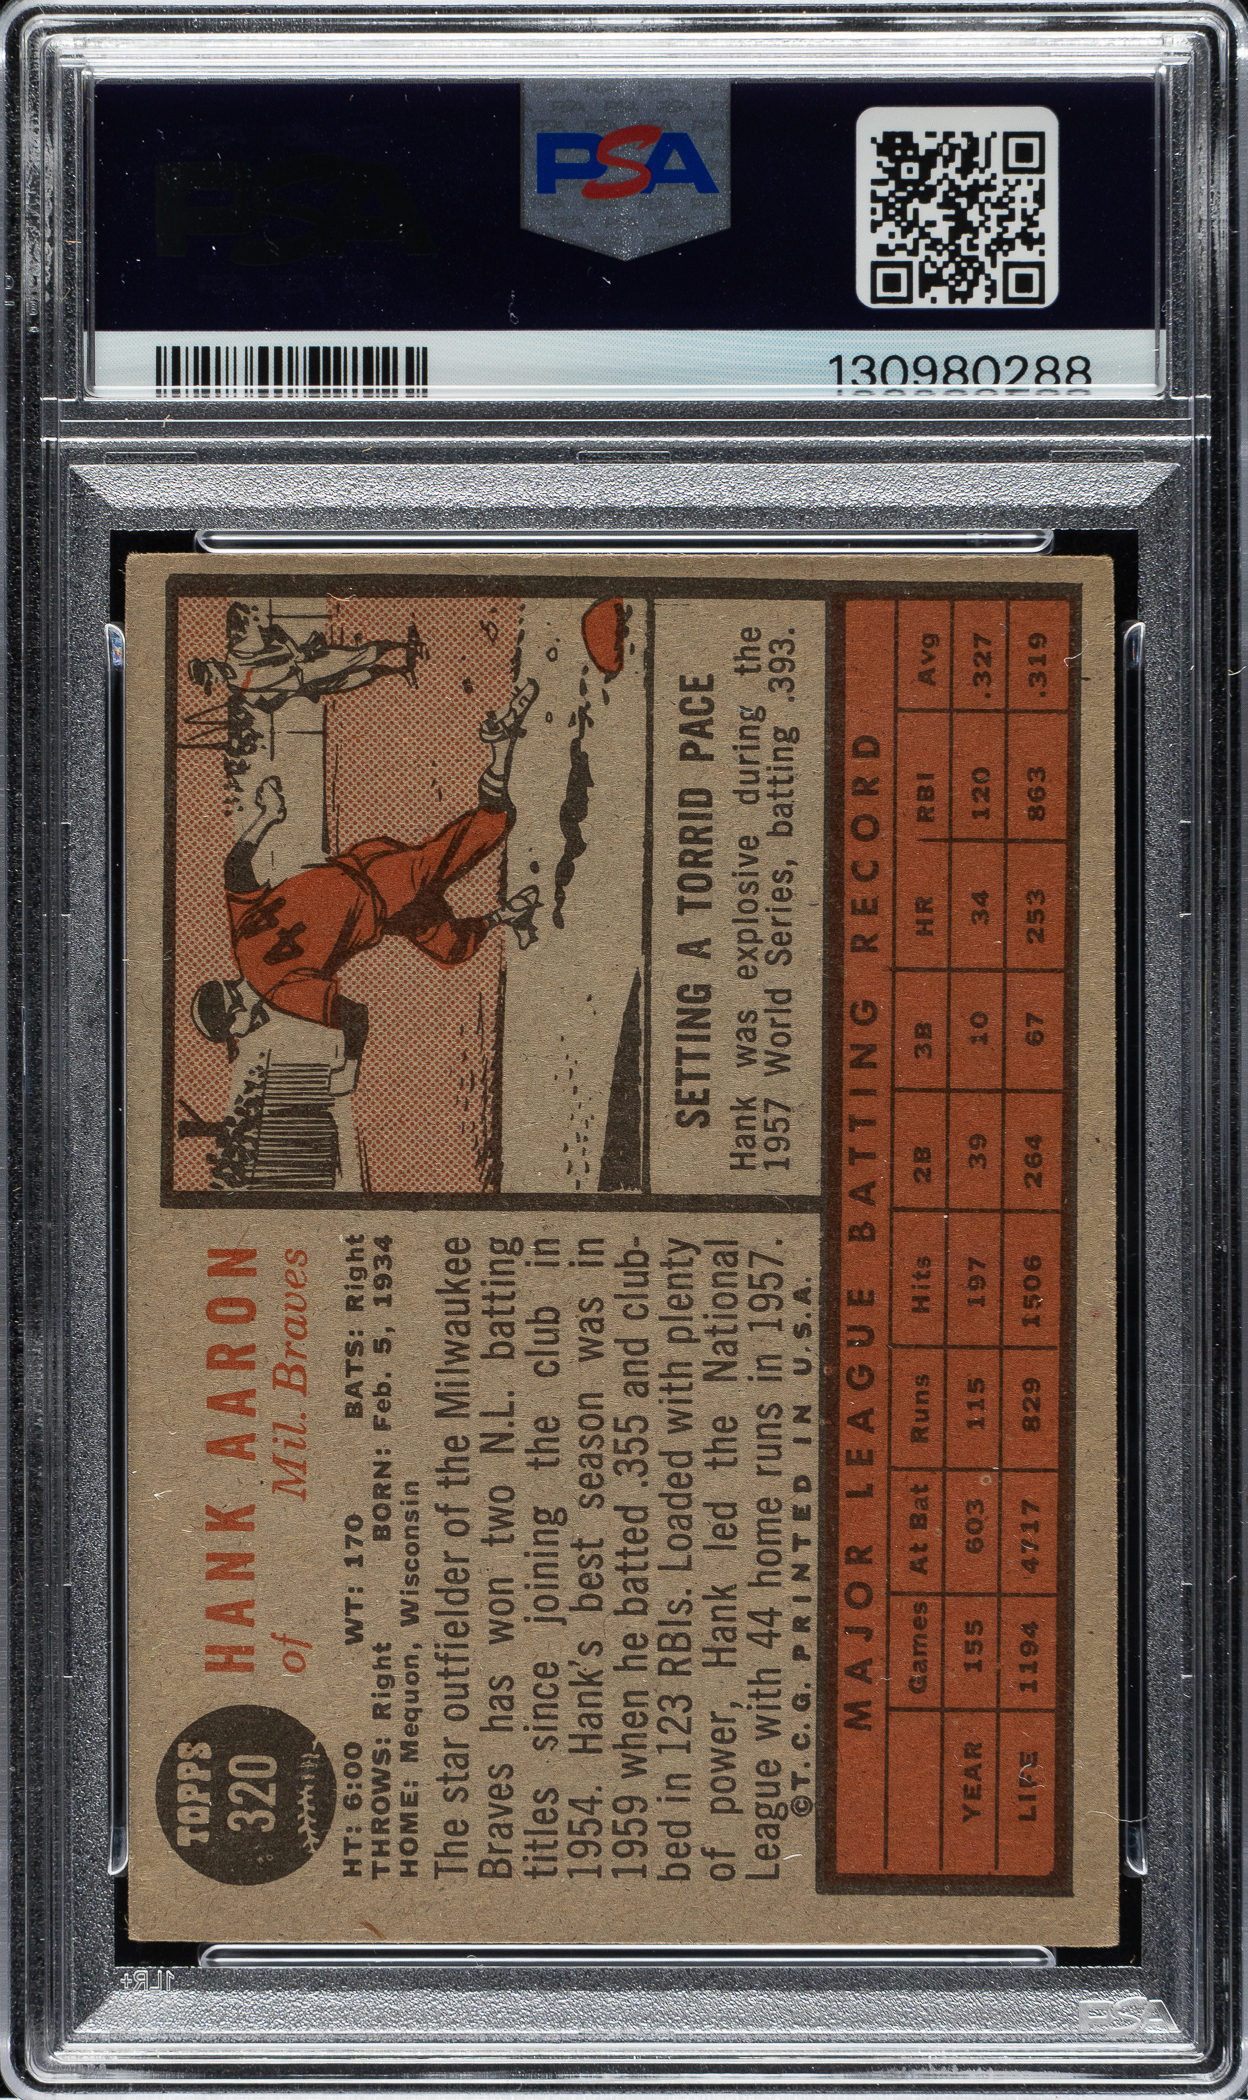 PSA
130980288
TOPPS
320
HANK AARON
of Mil. Braves
HT: 6:00 WT: 170 BATS: Right
THROWS: Right BORN: Feb. 5, 1934
HOME: Mequon, Wisconsin
The star outfielder of the Milwaukee
Braves has won two N.L. batting
titles since joining the club in
1954. Hank's best season was in
1959 when he batted .355 and club-
bed in 123 RBIs. Loaded with plenty
of power, Hank led the National
League with 44 home runs in 1957.
©T.C.G. PRINTED IN U.S.A.
44
SETTING A TORRID PACE
Hank was explosive during the
1957 World Series, batting .393.
MAJOR LEAGUE BATTING RECORD
Games At Bat Runs Hits 2B 3B HR RBI Avg
YEAR 155 603 115 197 39 10 34 120 .327
LIFE 1194 4717 829 1506 264 67 253 863 .319
1LR+
PSA